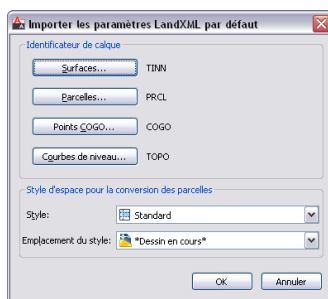 Importer les paramètres LandXML par défaut
Identificateur de calque
Surfaces... TINN
Parcelles... PRCL
Points COGO... COGO
Courbes de niveau... TOPO
Style d'espace pour la conversion des parcelles
Style: Standard
Emplacement du style: *Dessin en cours*
OK Annuler